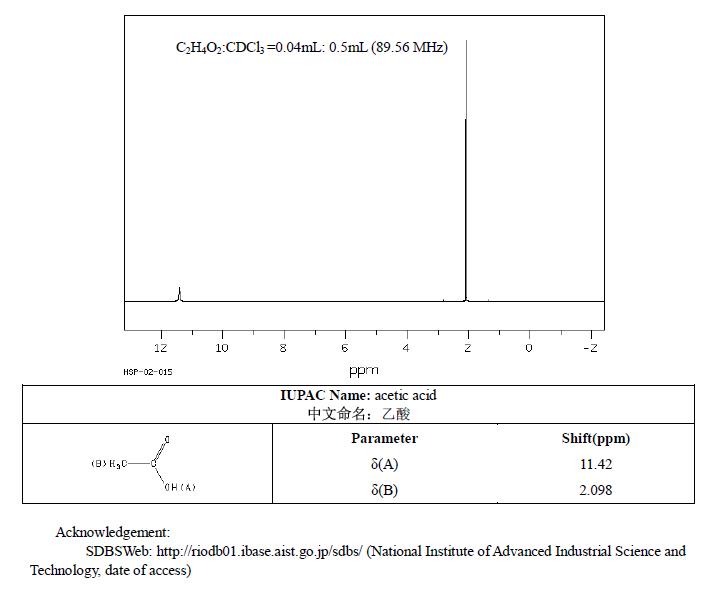 C₂H₄O₂:CDCl₃ =0.04mL: 0.5mL (89.56 MHz)
12 10 8 6 4 2 0 -2
HSP-02-015
ppm
IUPAC Name: acetic acid
中文命名：乙酸
Parameter Shift(ppm)
O
(B) H₃C C
OH(A)
δ(A) 11.42
δ(B) 2.098
Acknowledgement:
SDBSWeb: http://riodb01.ibase.aist.go.jp/sdbs/ (National Institute of Advanced Industrial Science and
Technology, date of access)